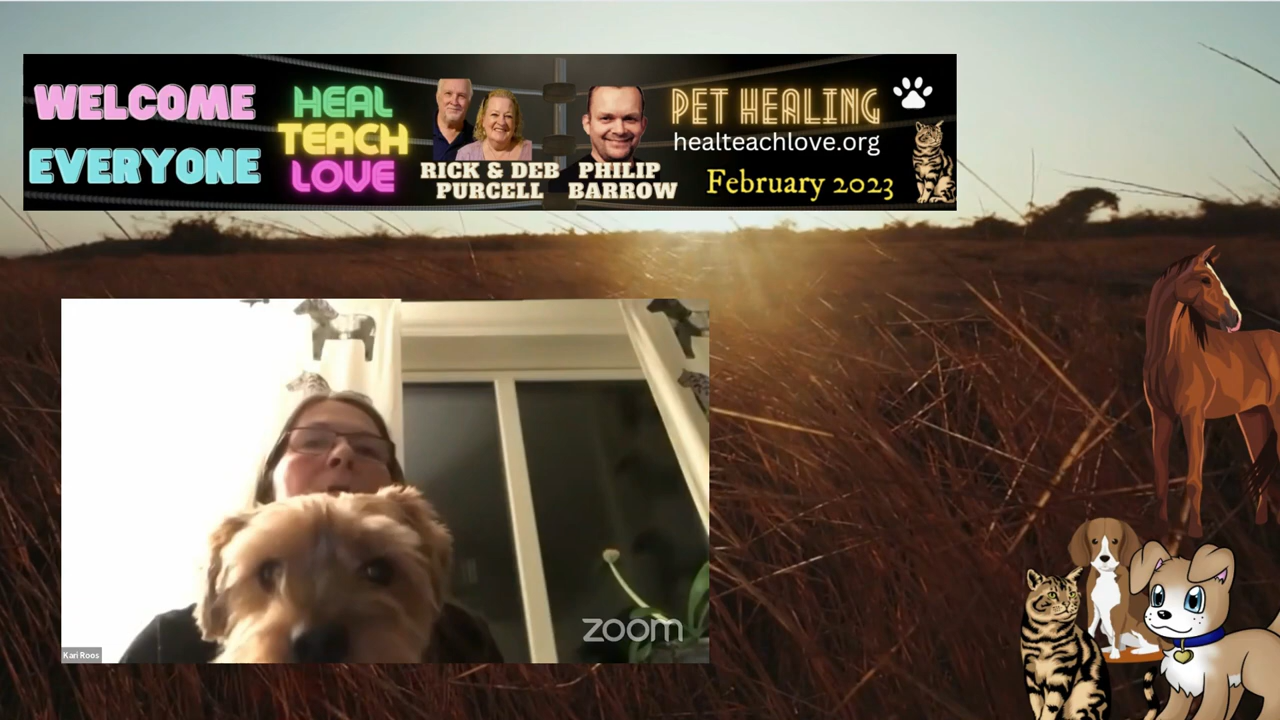 WELCOME
EVERYONE
HEAL
TEACH
LOVE
RICK & DEB
PURCELL
PHILIP
BARROW
PET HEALING
healteachlove.org
February 2023
zoom
Kari Roos